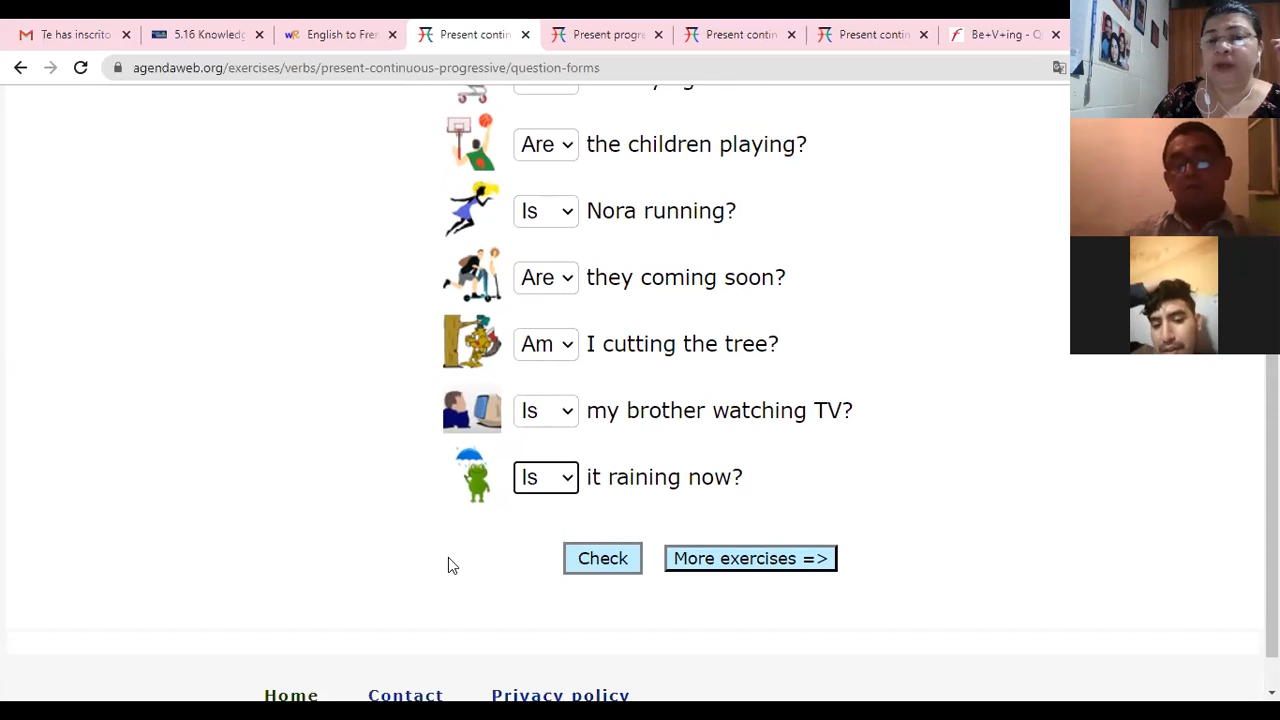 Te has inscrito
5.16 Knowledg
English to Fren
Present contin
Present progre
Present contin
Present contin
Be+V+ing - Q
agendaweb.org/exercises/verbs/present-continuous-progressive/question-forms
Are the children playing?
Is Nora running?
Are they coming soon?
Am I cutting the tree?
Is my brother watching TV?
Is it raining now?
Check More exercises =>
Home Contact Privacy policy